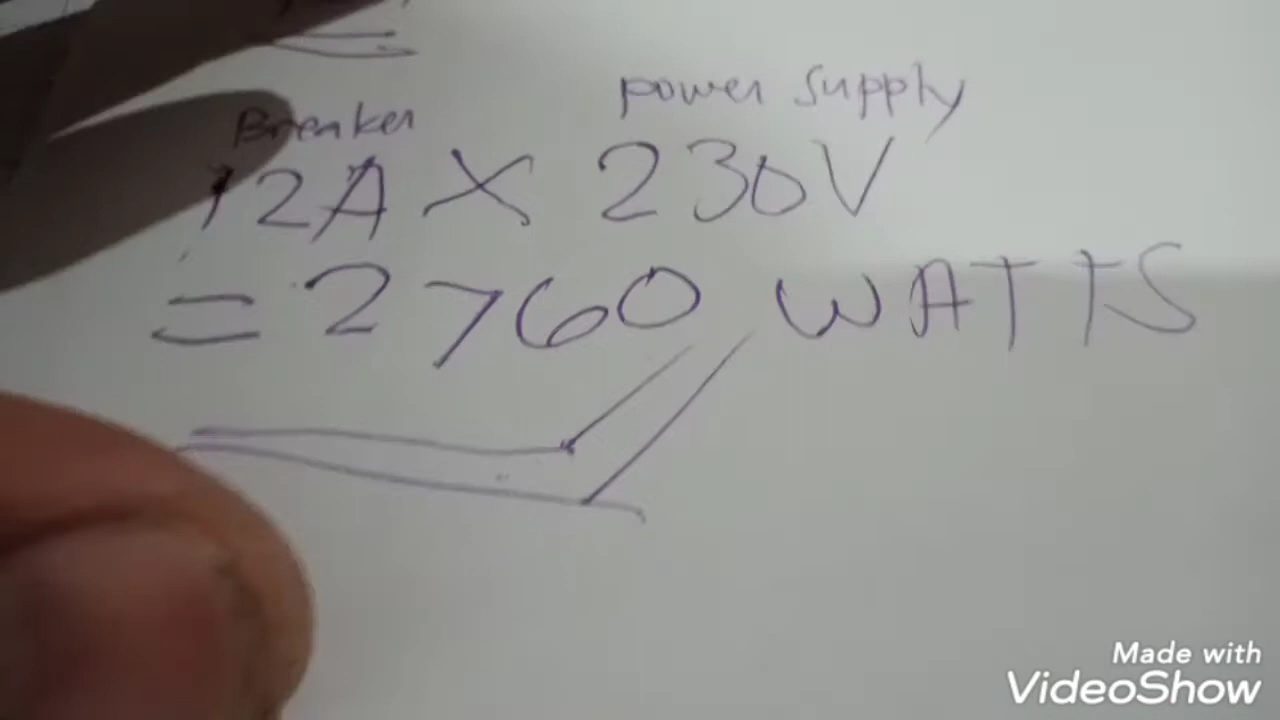 Breaker power supply
12A X 230V
= 2760 WATTS
Made with
VideoShow